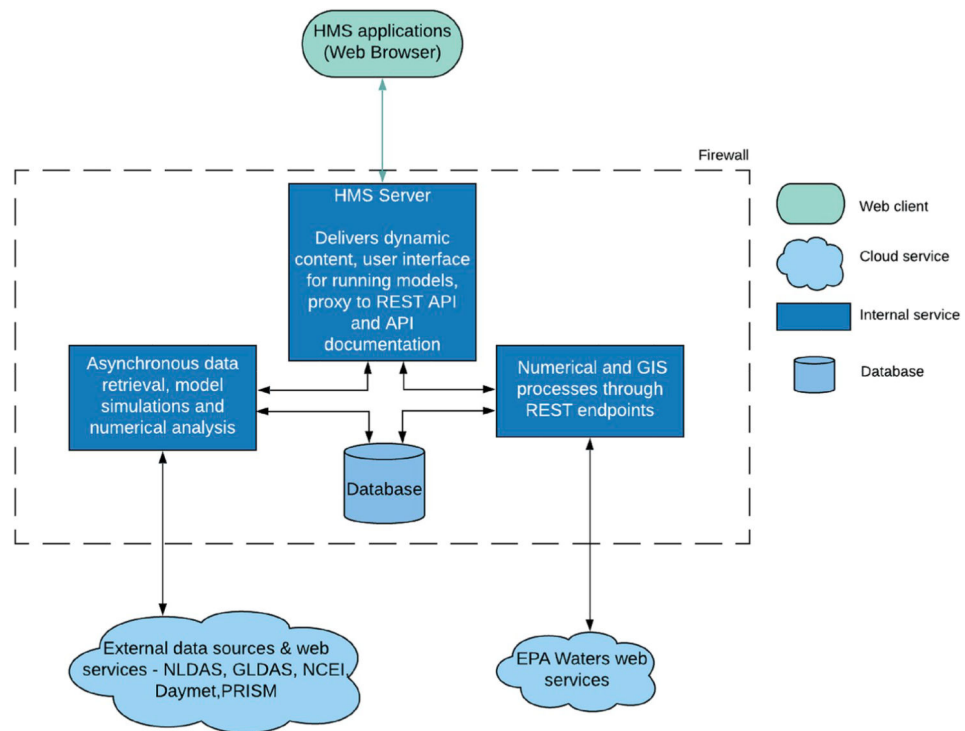 HMS applications
(Web Browser)
Firewall
HMS Server
Delivers dynamic
content, user interface
for running models,
proxy to REST API
and API
documentation
Web client
Cloud service
Internal service
Database
Asynchronous data
retrieval, model
simulations and
numerical analysis
Numerical and GIS
processes through
REST endpoints
Database
External data sources & web
services - NLDAS, GLDAS, NCEI,
Daymet,PRISM
EPA Waters web
services